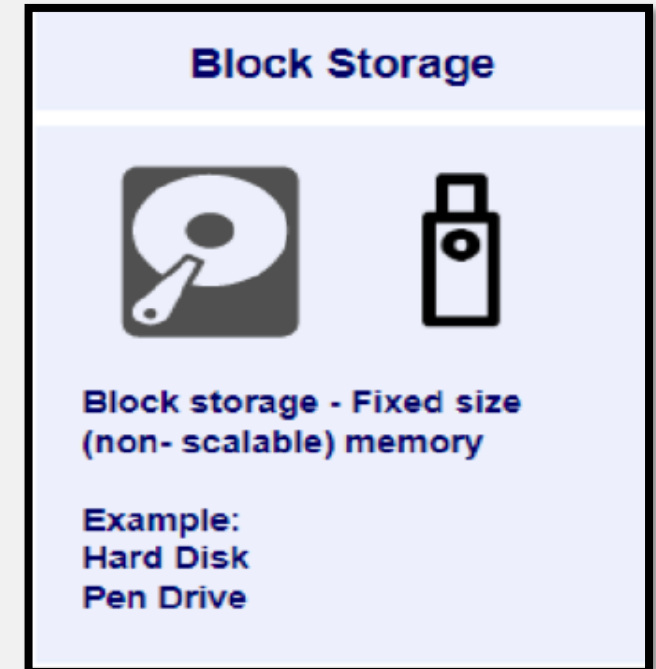 Block Storage
Block storage - Fixed size
(non- scalable) memory
Example:
Hard Disk
Pen Drive